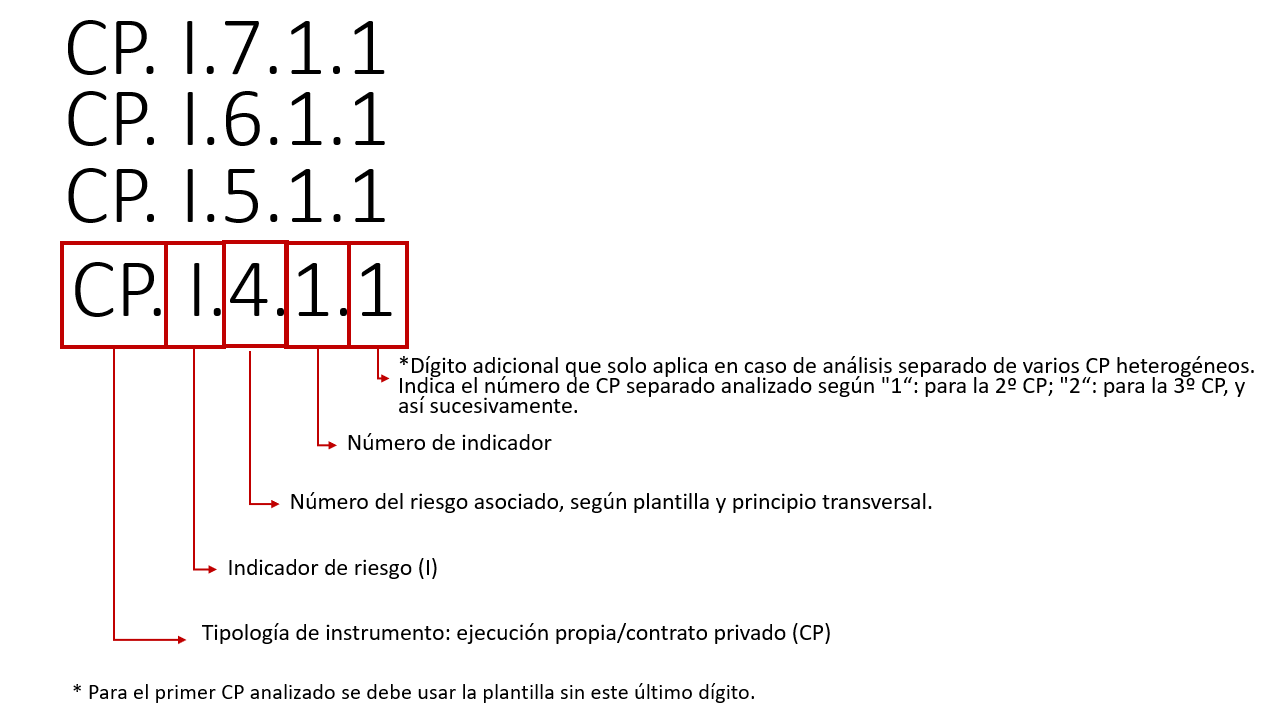 CP. I.7.1.1
CP. I.6.1.1
CP. I.5.1.1
CP. I.4.1.1
*Dígito adicional que solo aplica en caso de análisis separado de varios CP heterogéneos.
Indica el número de CP separado analizado según "1“: para la 2º CP; "2“: para la 3º CP, y
así sucesivamente.
Número de indicador
Número del riesgo asociado, según plantilla y principio transversal.
Indicador de riesgo (I)
Tipología de instrumento: ejecución propia/contrato privado (CP)
* Para el primer CP analizado se debe usar la plantilla sin este último dígito.